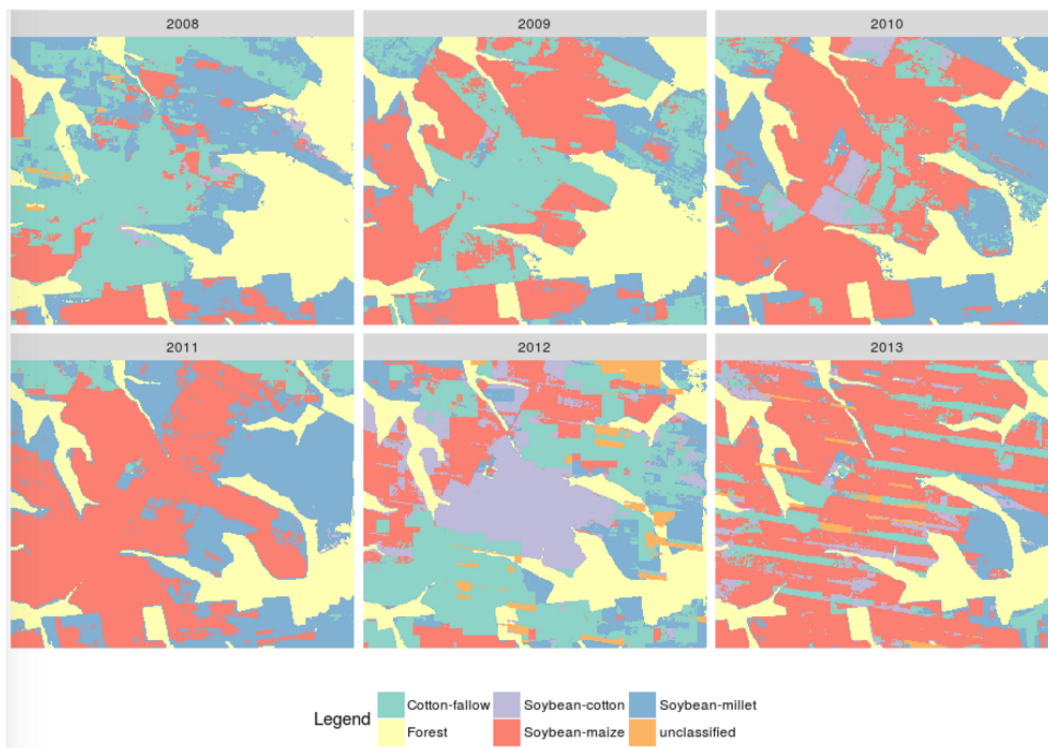 2008 2009 2010
2011 2012 2013
Legend
Cotton-fallow Soybean-cotton Soybean-millet
Forest Soybean-maize unclassified